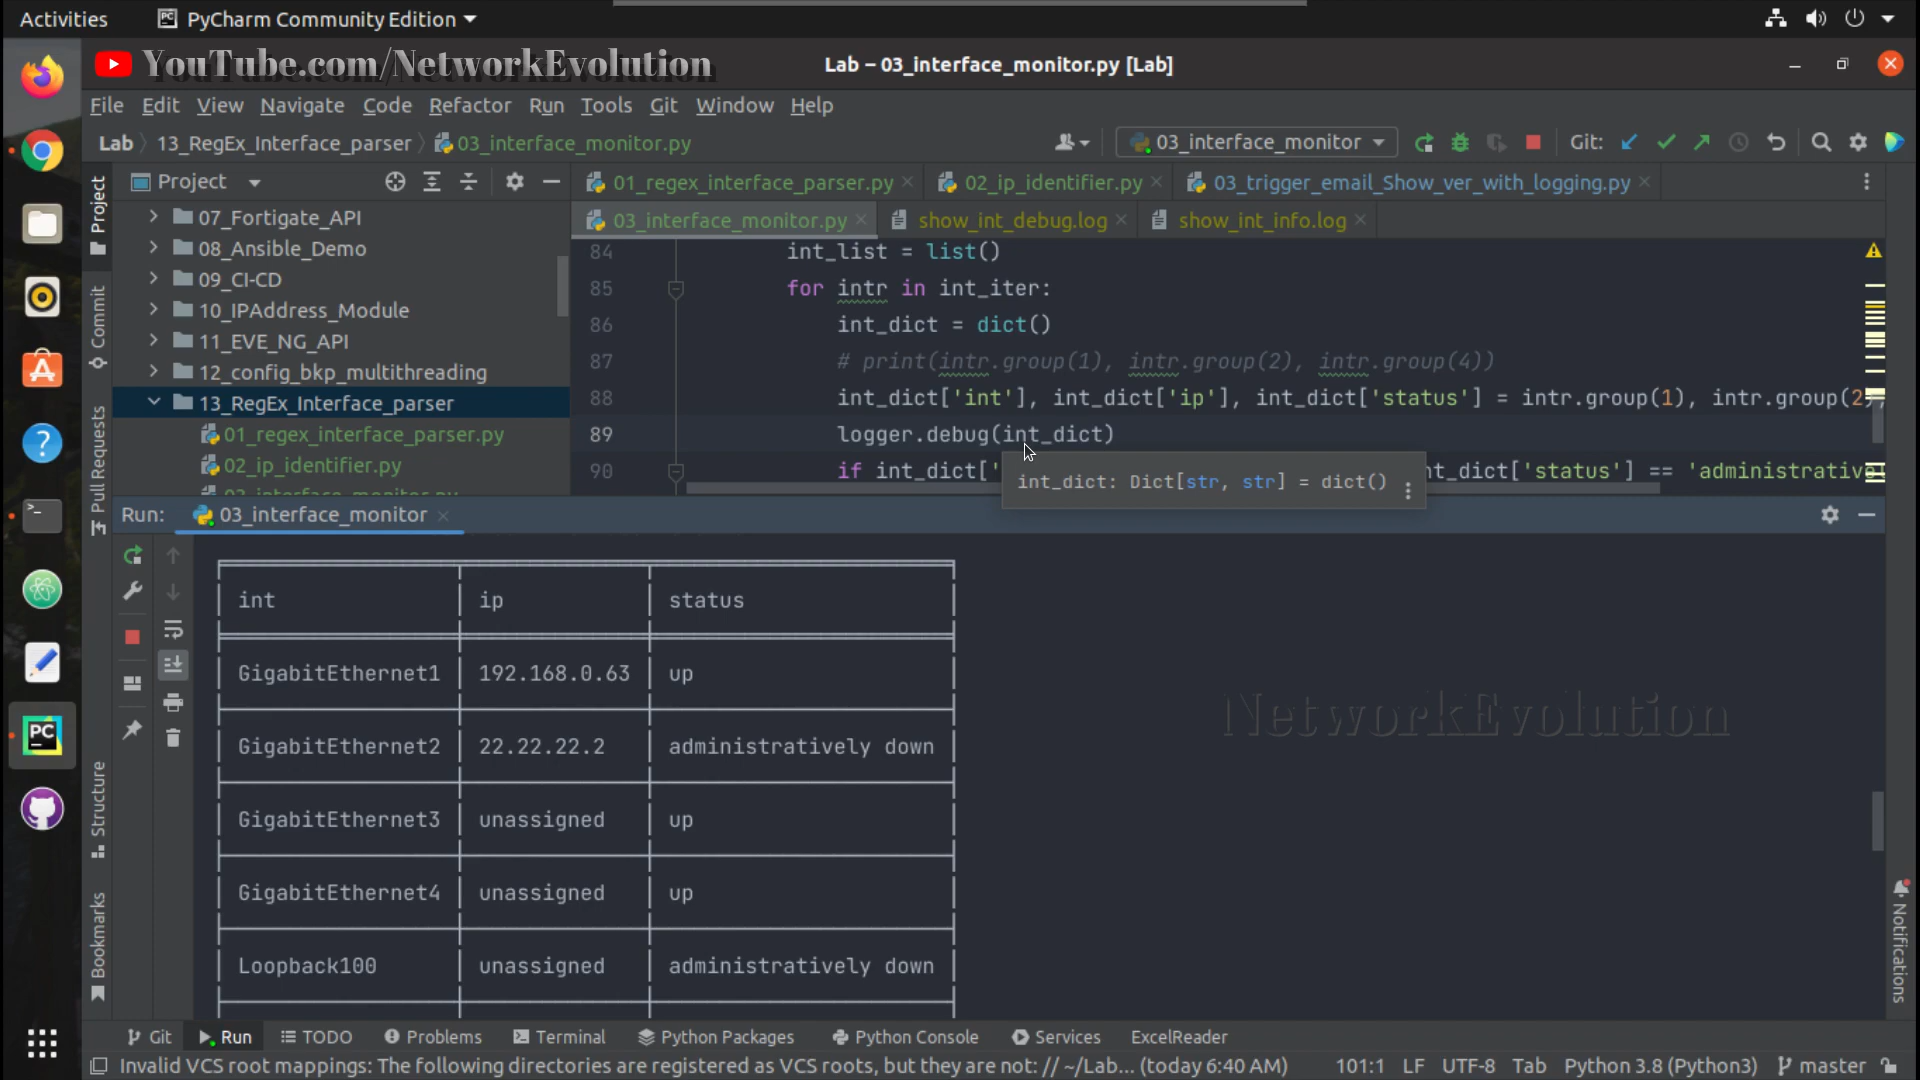 Activities
PyCharm Community Edition
YouTube.com/NetworkEvolution
Lab – 03_interface_monitor.py [Lab]
File Edit View Navigate Code Refactor Run Tools Git Window Help
Lab 13_RegEx_Interface_parser 03_interface_monitor.py
03_interface_monitor
Git:
Project
01_regex_interface_parser.py
02_ip_identifier.py
03_trigger_email_Show_ver_with_logging.py
03_interface_monitor.py
show_int_debug.log
show_int_info.log
Project
Commit
Pull Requests
Structure
Bookmarks
Notifications
07_Fortigate_API
08_Ansible_Demo
09_CI-CD
10_IPAddress_Module
11_EVE_NG_API
12_config_bkp_multithreading
13_RegEx_Interface_parser
01_regex_interface_parser.py
02_ip_identifier.py
03_interface_monitor.py
84 int_list = list()
85 for intr in int_iter:
86 int_dict = dict()
87 # print(intr.group(1), intr.group(2), intr.group(4))
88 int_dict['int'], int_dict['ip'], int_dict['status'] = intr.group(1), intr.group(2
89 logger.debug(int_dict)
90 if int_dict[' nt_dict['status'] == 'administrative
int_dict: Dict[str, str] = dict()
Run: 03_interface_monitor
int ip status
GigabitEthernet1 192.168.0.63 up
GigabitEthernet2 22.22.22.2 administratively down
GigabitEthernet3 unassigned up
GigabitEthernet4 unassigned up
Loopback100 unassigned administratively down
NetworkEvolution
Git Run TODO Problems Terminal Python Packages Python Console Services ExcelReader
Invalid VCS root mappings: The following directories are registered as VCS roots, but they are not: // ~/Lab... (today 6:40 AM) 101:1 LF UTF-8 Tab Python 3.8 (Python3) master